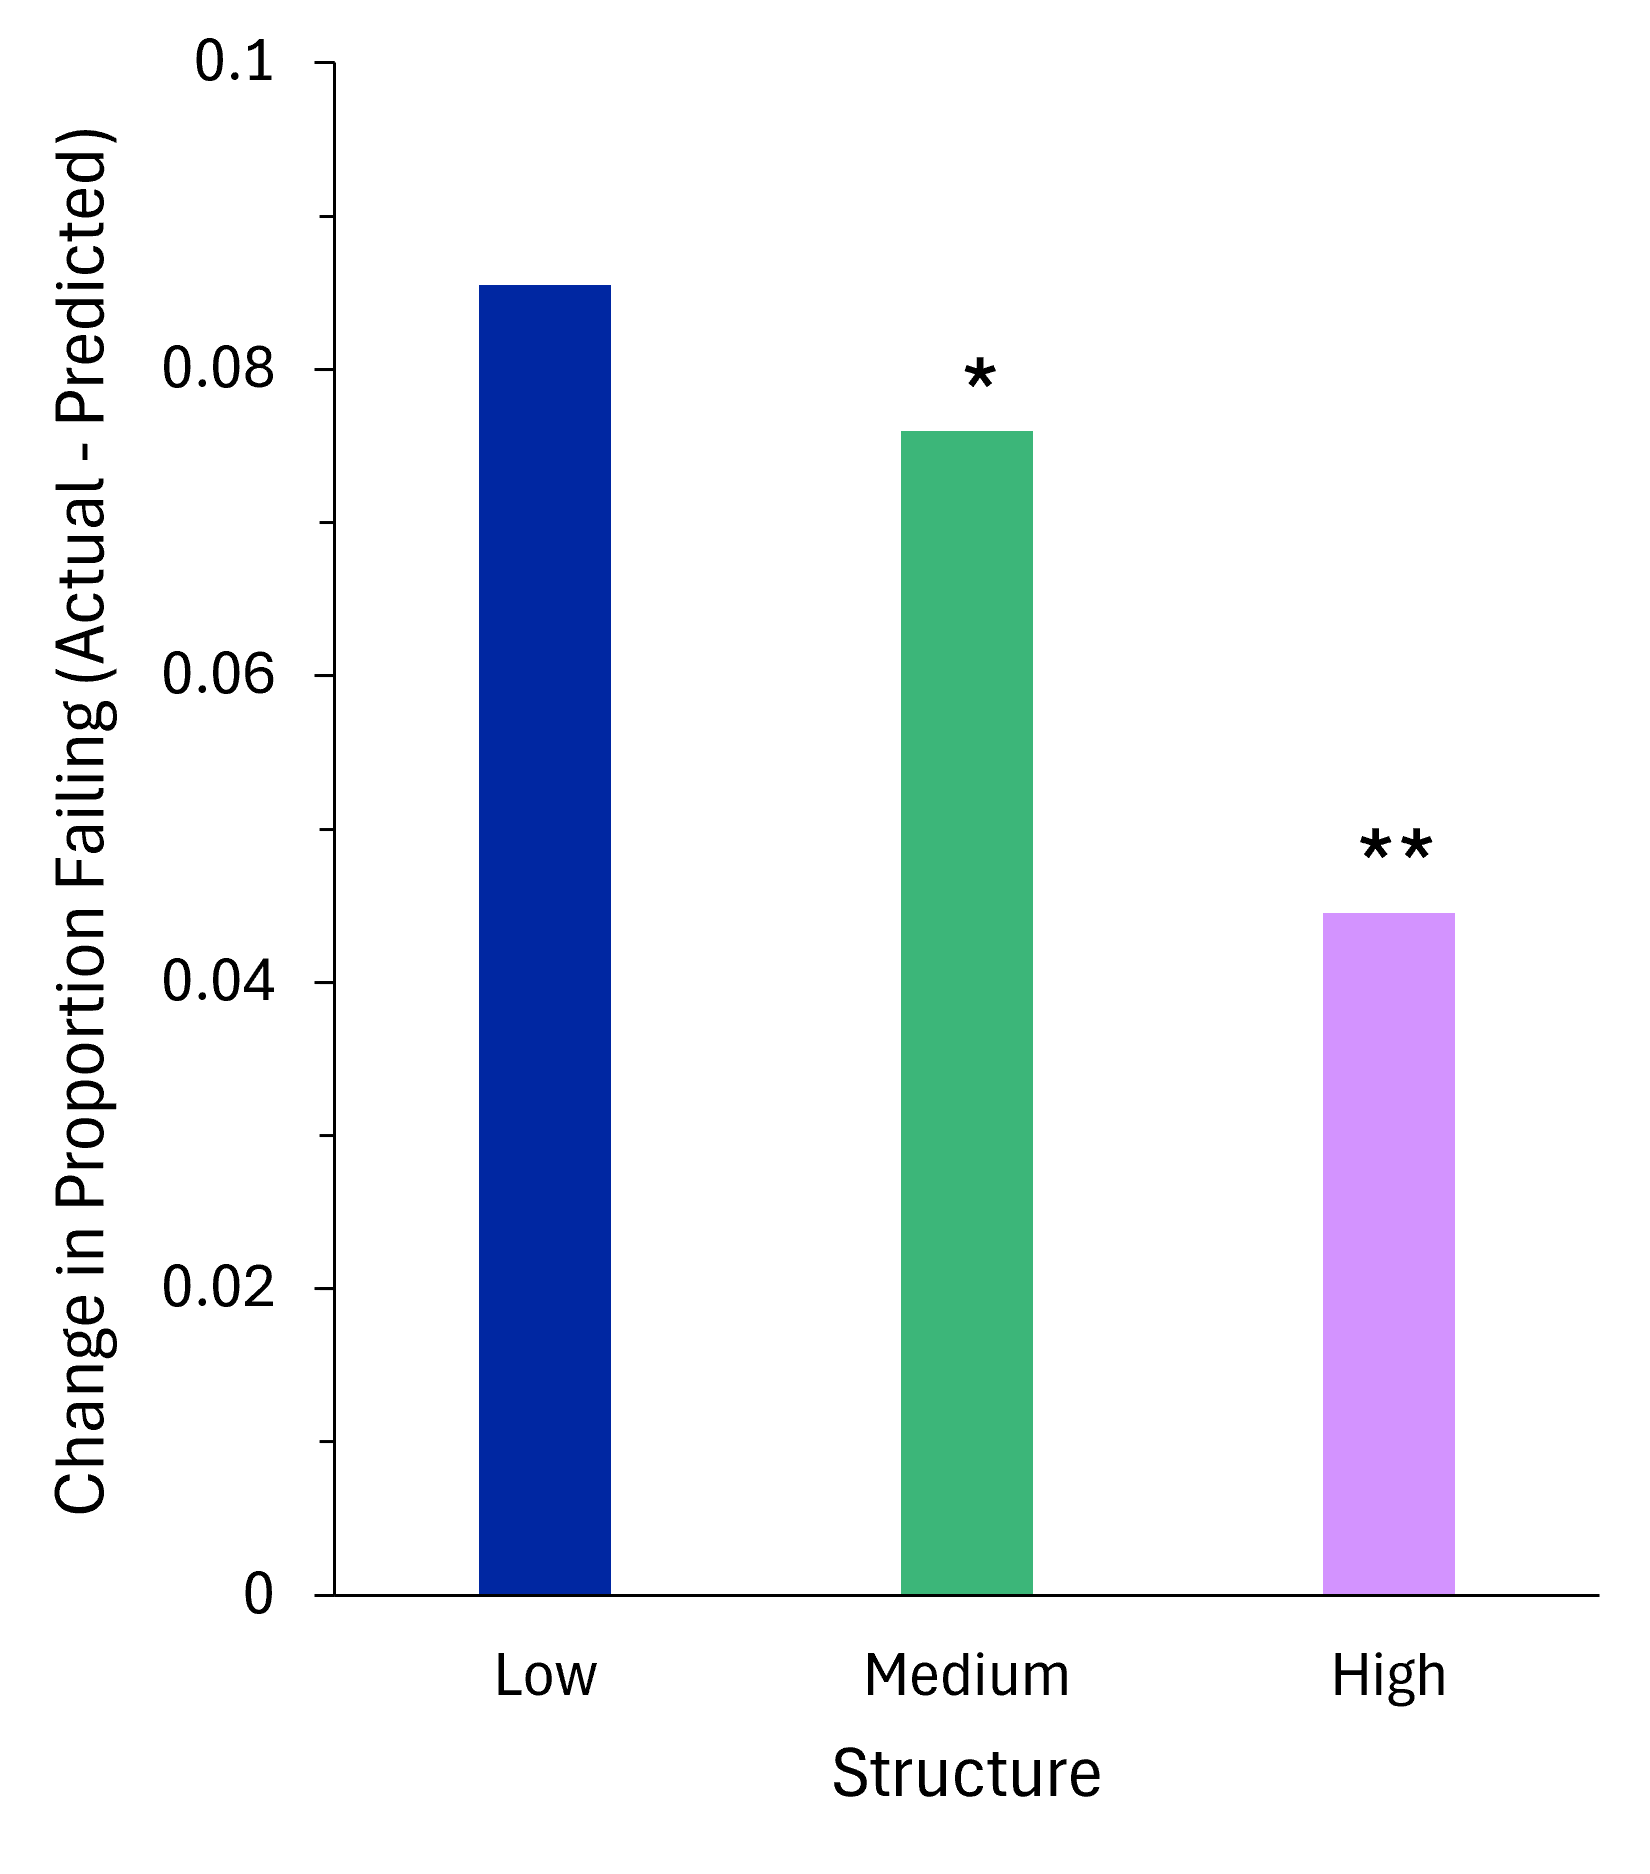 Change in Proportion Failing (Actual - Predicted)
0.1
0.08
0.06
0.04
0.02
0
*
**
Low
Medium
High
Structure